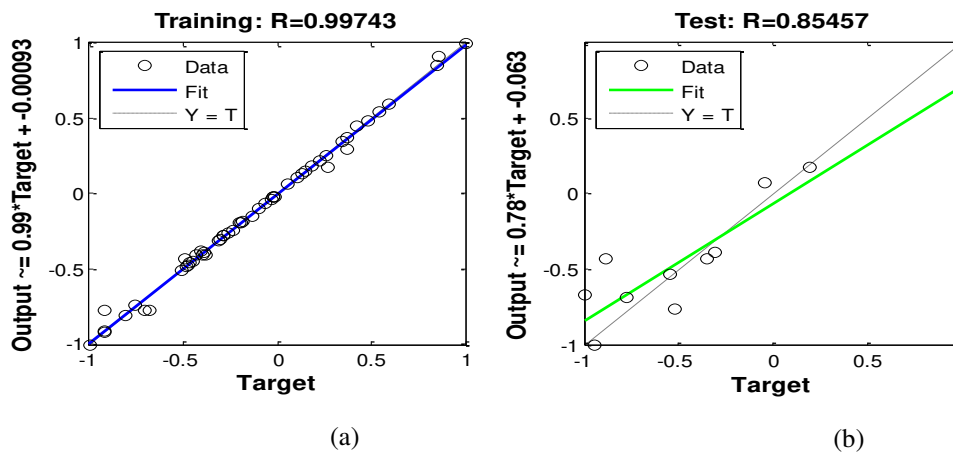 Training: R=0.99743
Output ~= 0.99*Target + -0.00093
1
0.5
0
-0.5
-1
Data
Fit
Y = T
-1 -0.5 0 0.5 1
Target
(a)
Test: R=0.85457
Output ~= 0.78*Target + -0.063
1
0.5
0
-0.5
-1
Data
Fit
Y = T
-1 -0.5 0 0.5
Target
(b)